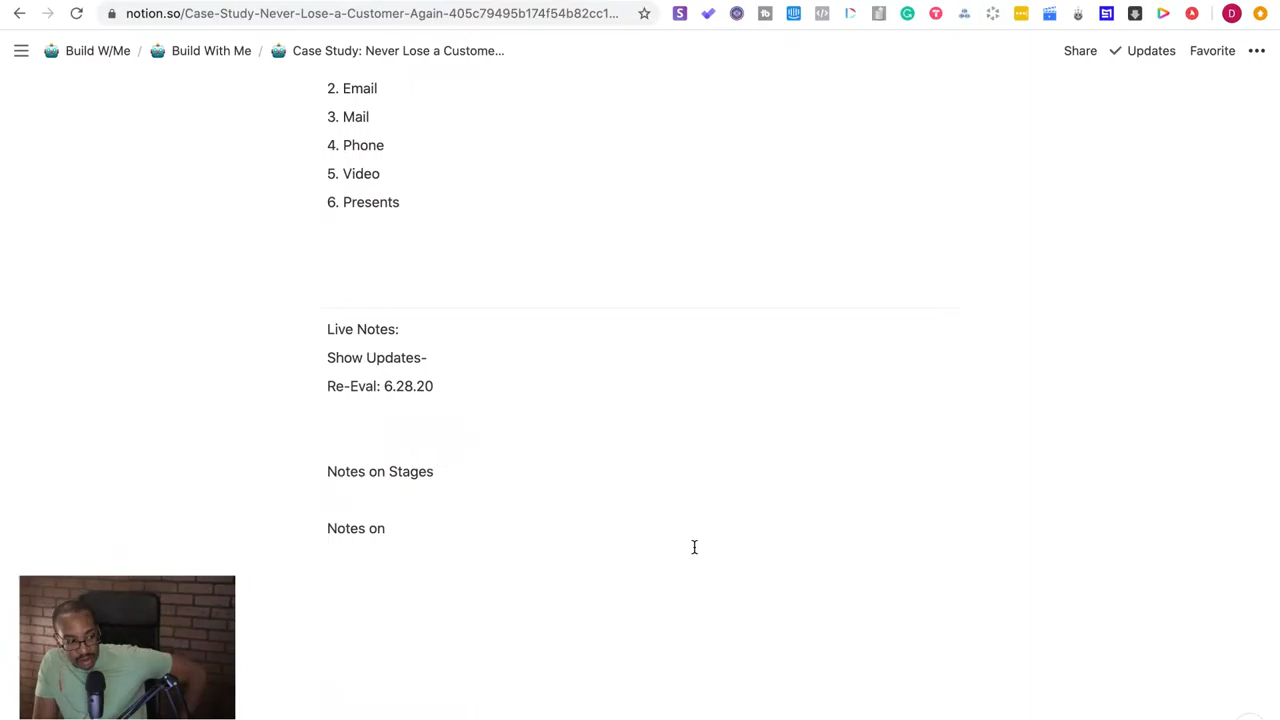 notion.so/Case-Study-Never-Lose-a-Customer-Again-405c79495b174f54b82cc1...
Build W/Me / Build With Me / Case Study: Never Lose a Custome...
Share Updates Favorite
2. Email
3. Mail
4. Phone
5. Video
6. Presents
Live Notes:
Show Updates-
Re-Eval: 6.28.20
Notes on Stages
Notes on